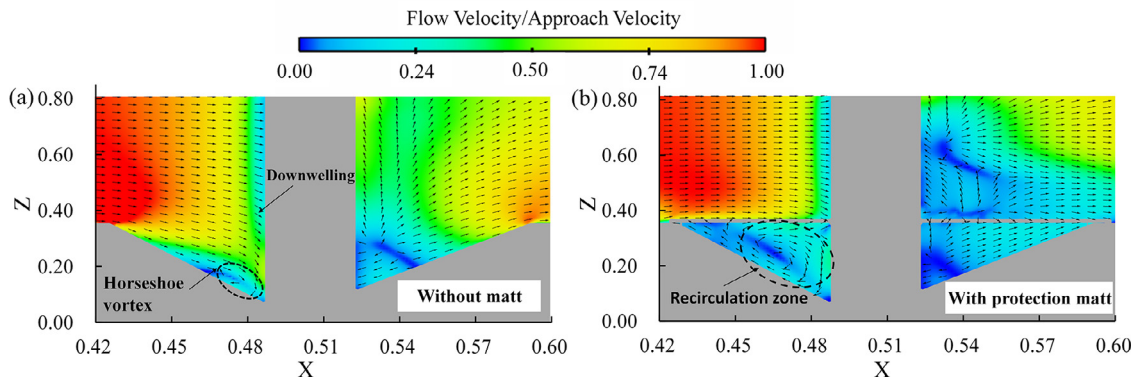 Flow Velocity/Approach Velocity
0.00 0.24 0.50 0.74 1.00
(a)
0.80
0.60
Z
0.40
0.20
0.00
Downwelling
Horseshoe
vortex
Without matt
0.42 0.45 0.48 0.51 0.54 0.57 0.60
X
(b)
0.80
0.60
Z
0.40
0.20
0.00
Recirculation zone
With protection matt
0.42 0.45 0.48 0.51 0.54 0.57 0.60
X